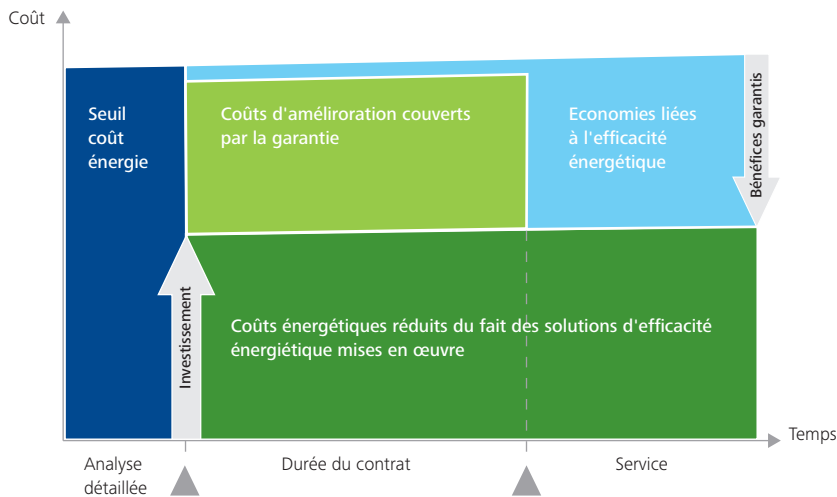 Coût
Seuil
coût
énergie
Coûts d'amélioration couverts
par la garantie
Economies liées
à l'efficacité
énergétique
Bénéfices garantis
Investissement
Coûts énergétiques réduits du fait des solutions d'efficacité
énergiétique mises en œuvre
Temps
Analyse
détaillée
Durée du contrat
Service